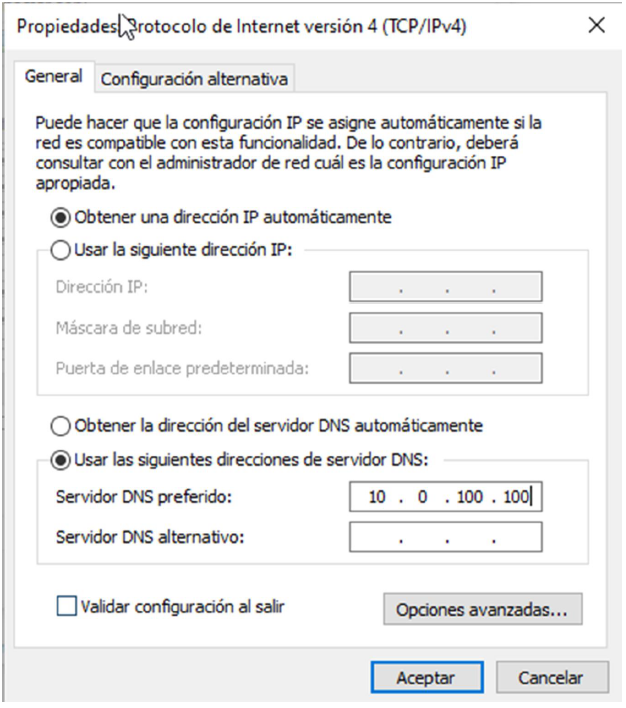 Propiedades: Protocolo de Internet versión 4 (TCP/IPv4)
General
Configuración alternativa
Puede hacer que la configuración IP se asigne automáticamente si la
red es compatible con esta funcionalidad. De lo contrario, deberá
consultar con el administrador de red cuál es la configuración IP
apropiada.
Obtener una dirección IP automáticamente
Usar la siguiente dirección IP:
Dirección IP:
Máscara de subred:
Puerta de enlace predeterminada:
Obtener la dirección del servidor DNS automáticamente
Usar las siguientes direcciones de servidor DNS:
Servidor DNS preferido: 10 . 0 . 100 . 100
Servidor DNS alternativo:
Validar configuración al salir
Opciones avanzadas...
Aceptar
Cancelar